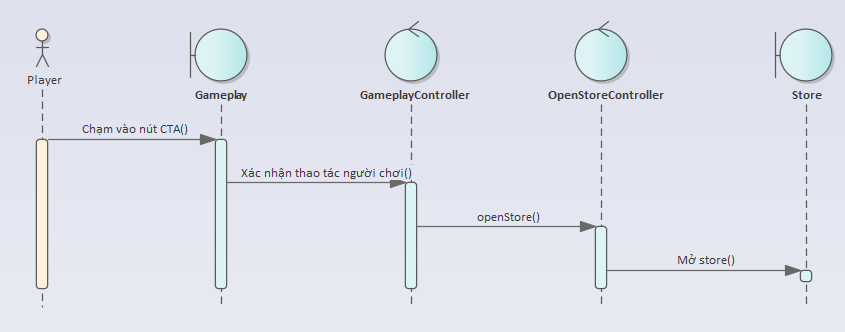 Player
Gameplay
GameplayController
OpenStoreController
Store
Chạm vào nút CTA()
Xác nhận thao tác người chơi()
openStore()
Mở store()